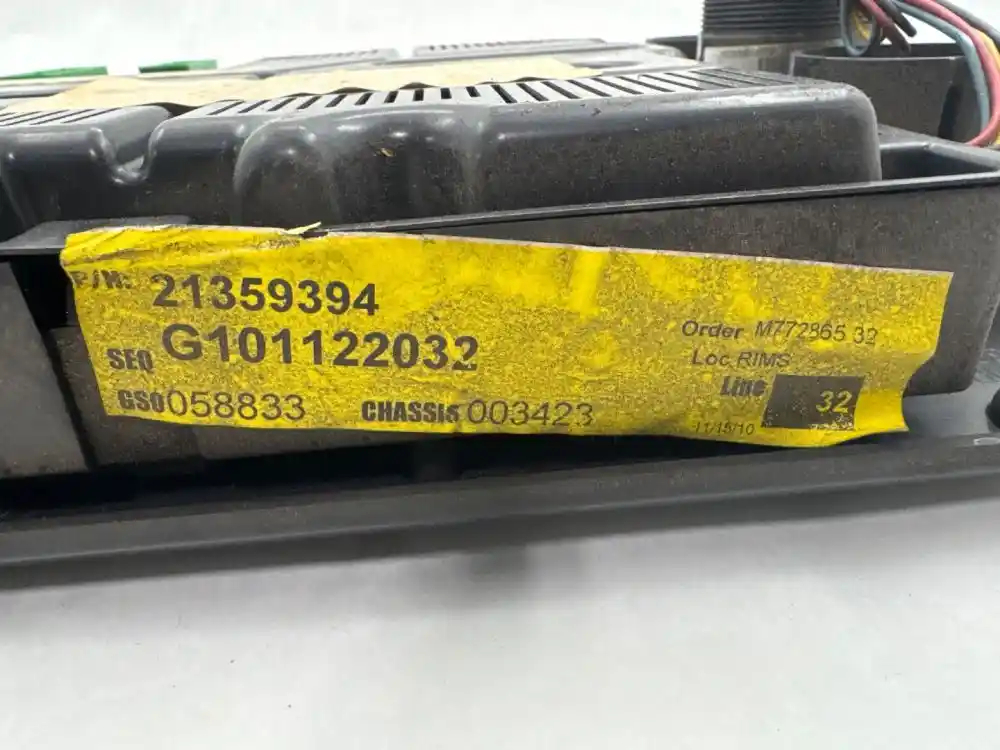 P/N: 21359394
SEQ G101122032
GSO 058833 CHASSIS 003423
Order M772865 32
Loc RIMS
Line 32
11/15/10